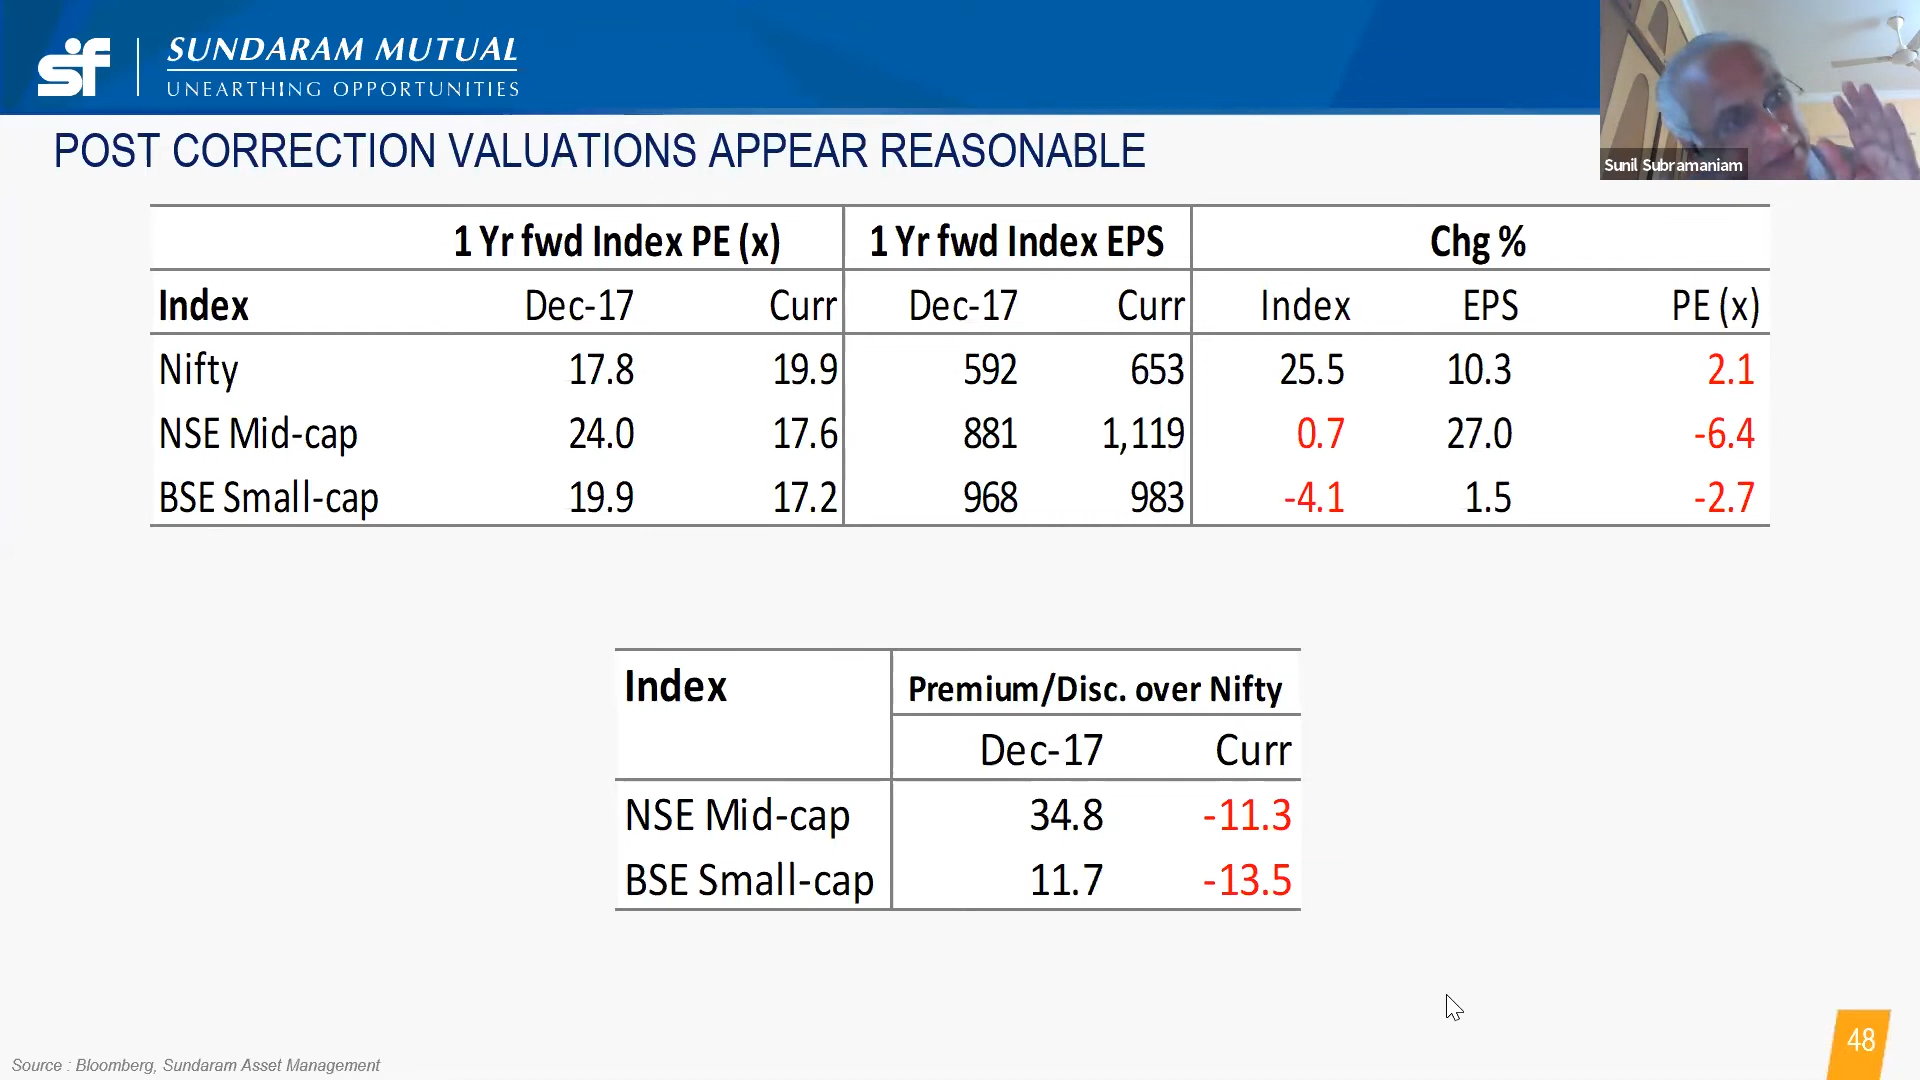 sf
SUNDARAM MUTUAL
UNEARTHING OPPORTUNITIES
Sunil Subramaniam
POST CORRECTION VALUATIONS APPEAR REASONABLE
1 Yr fwd Index PE (x) 1 Yr fwd Index EPS Chg %
Index Dec-17 Curr Dec-17 Curr Index EPS PE (x)
Nifty 17.8 19.9 592 653 25.5 10.3 2.1
NSE Mid-cap 24.0 17.6 881 1,119 0.7 27.0 -6.4
BSE Small-cap 19.9 17.2 968 983 -4.1 1.5 -2.7
Index Premium/Disc. over Nifty
Dec-17 Curr
NSE Mid-cap 34.8 -11.3
BSE Small-cap 11.7 -13.5
Source : Bloomberg, Sundaram Asset Management
48